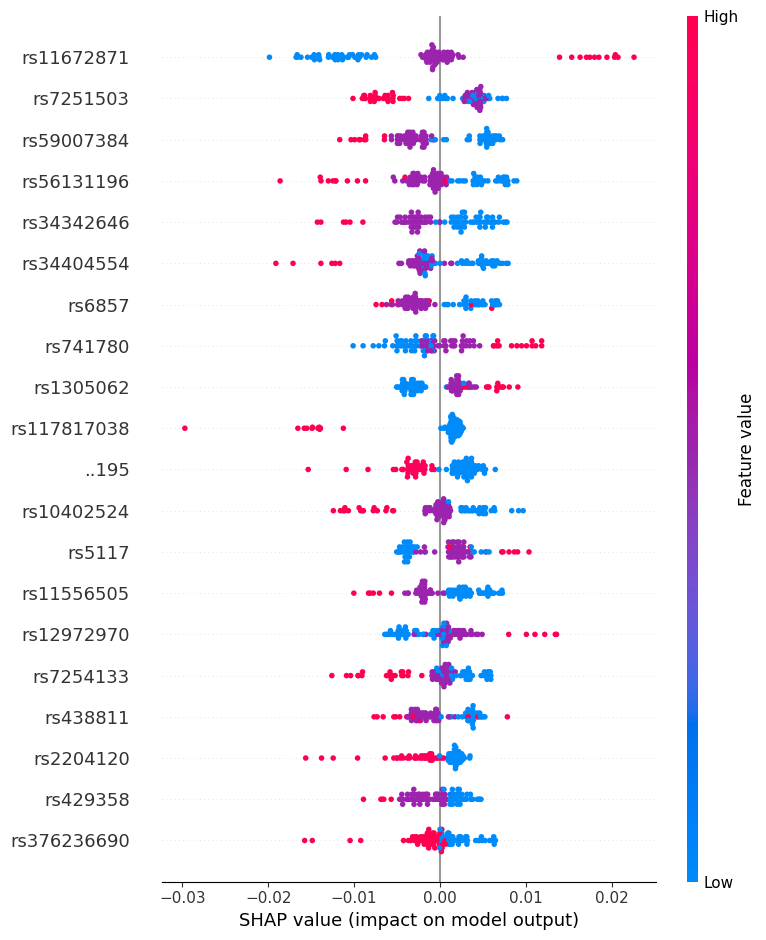 High
rs11672871
rs7251503
rs59007384
rs56131196
rs34342646
rs34404554
rs6857
rs741780
rs1305062
rs117817038
..195
rs10402524
rs5117
rs11556505
rs12972970
rs7254133
rs438811
rs2204120
rs429358
rs376236690
Feature value
Low
−0.03 −0.02 −0.01 0.00 0.01 0.02
SHAP value (impact on model output)